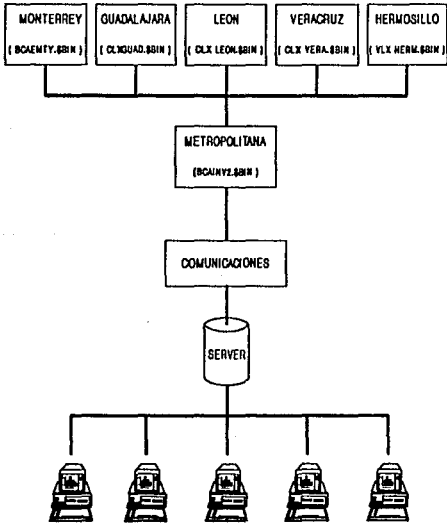 MONTERREY
( BCAEMTY.$BIN )
GUADALAJARA
( CLXGUAD.$BIN )
LEON
( CLX LEON.$BIN )
VERACRUZ
( CLX VERA.$BIN )
HERMOSILLO
( VLX HERM.$BIN )
METROPOLITANA
(BCAINV2.$BIN )
COMUNICACIONES
SERVER